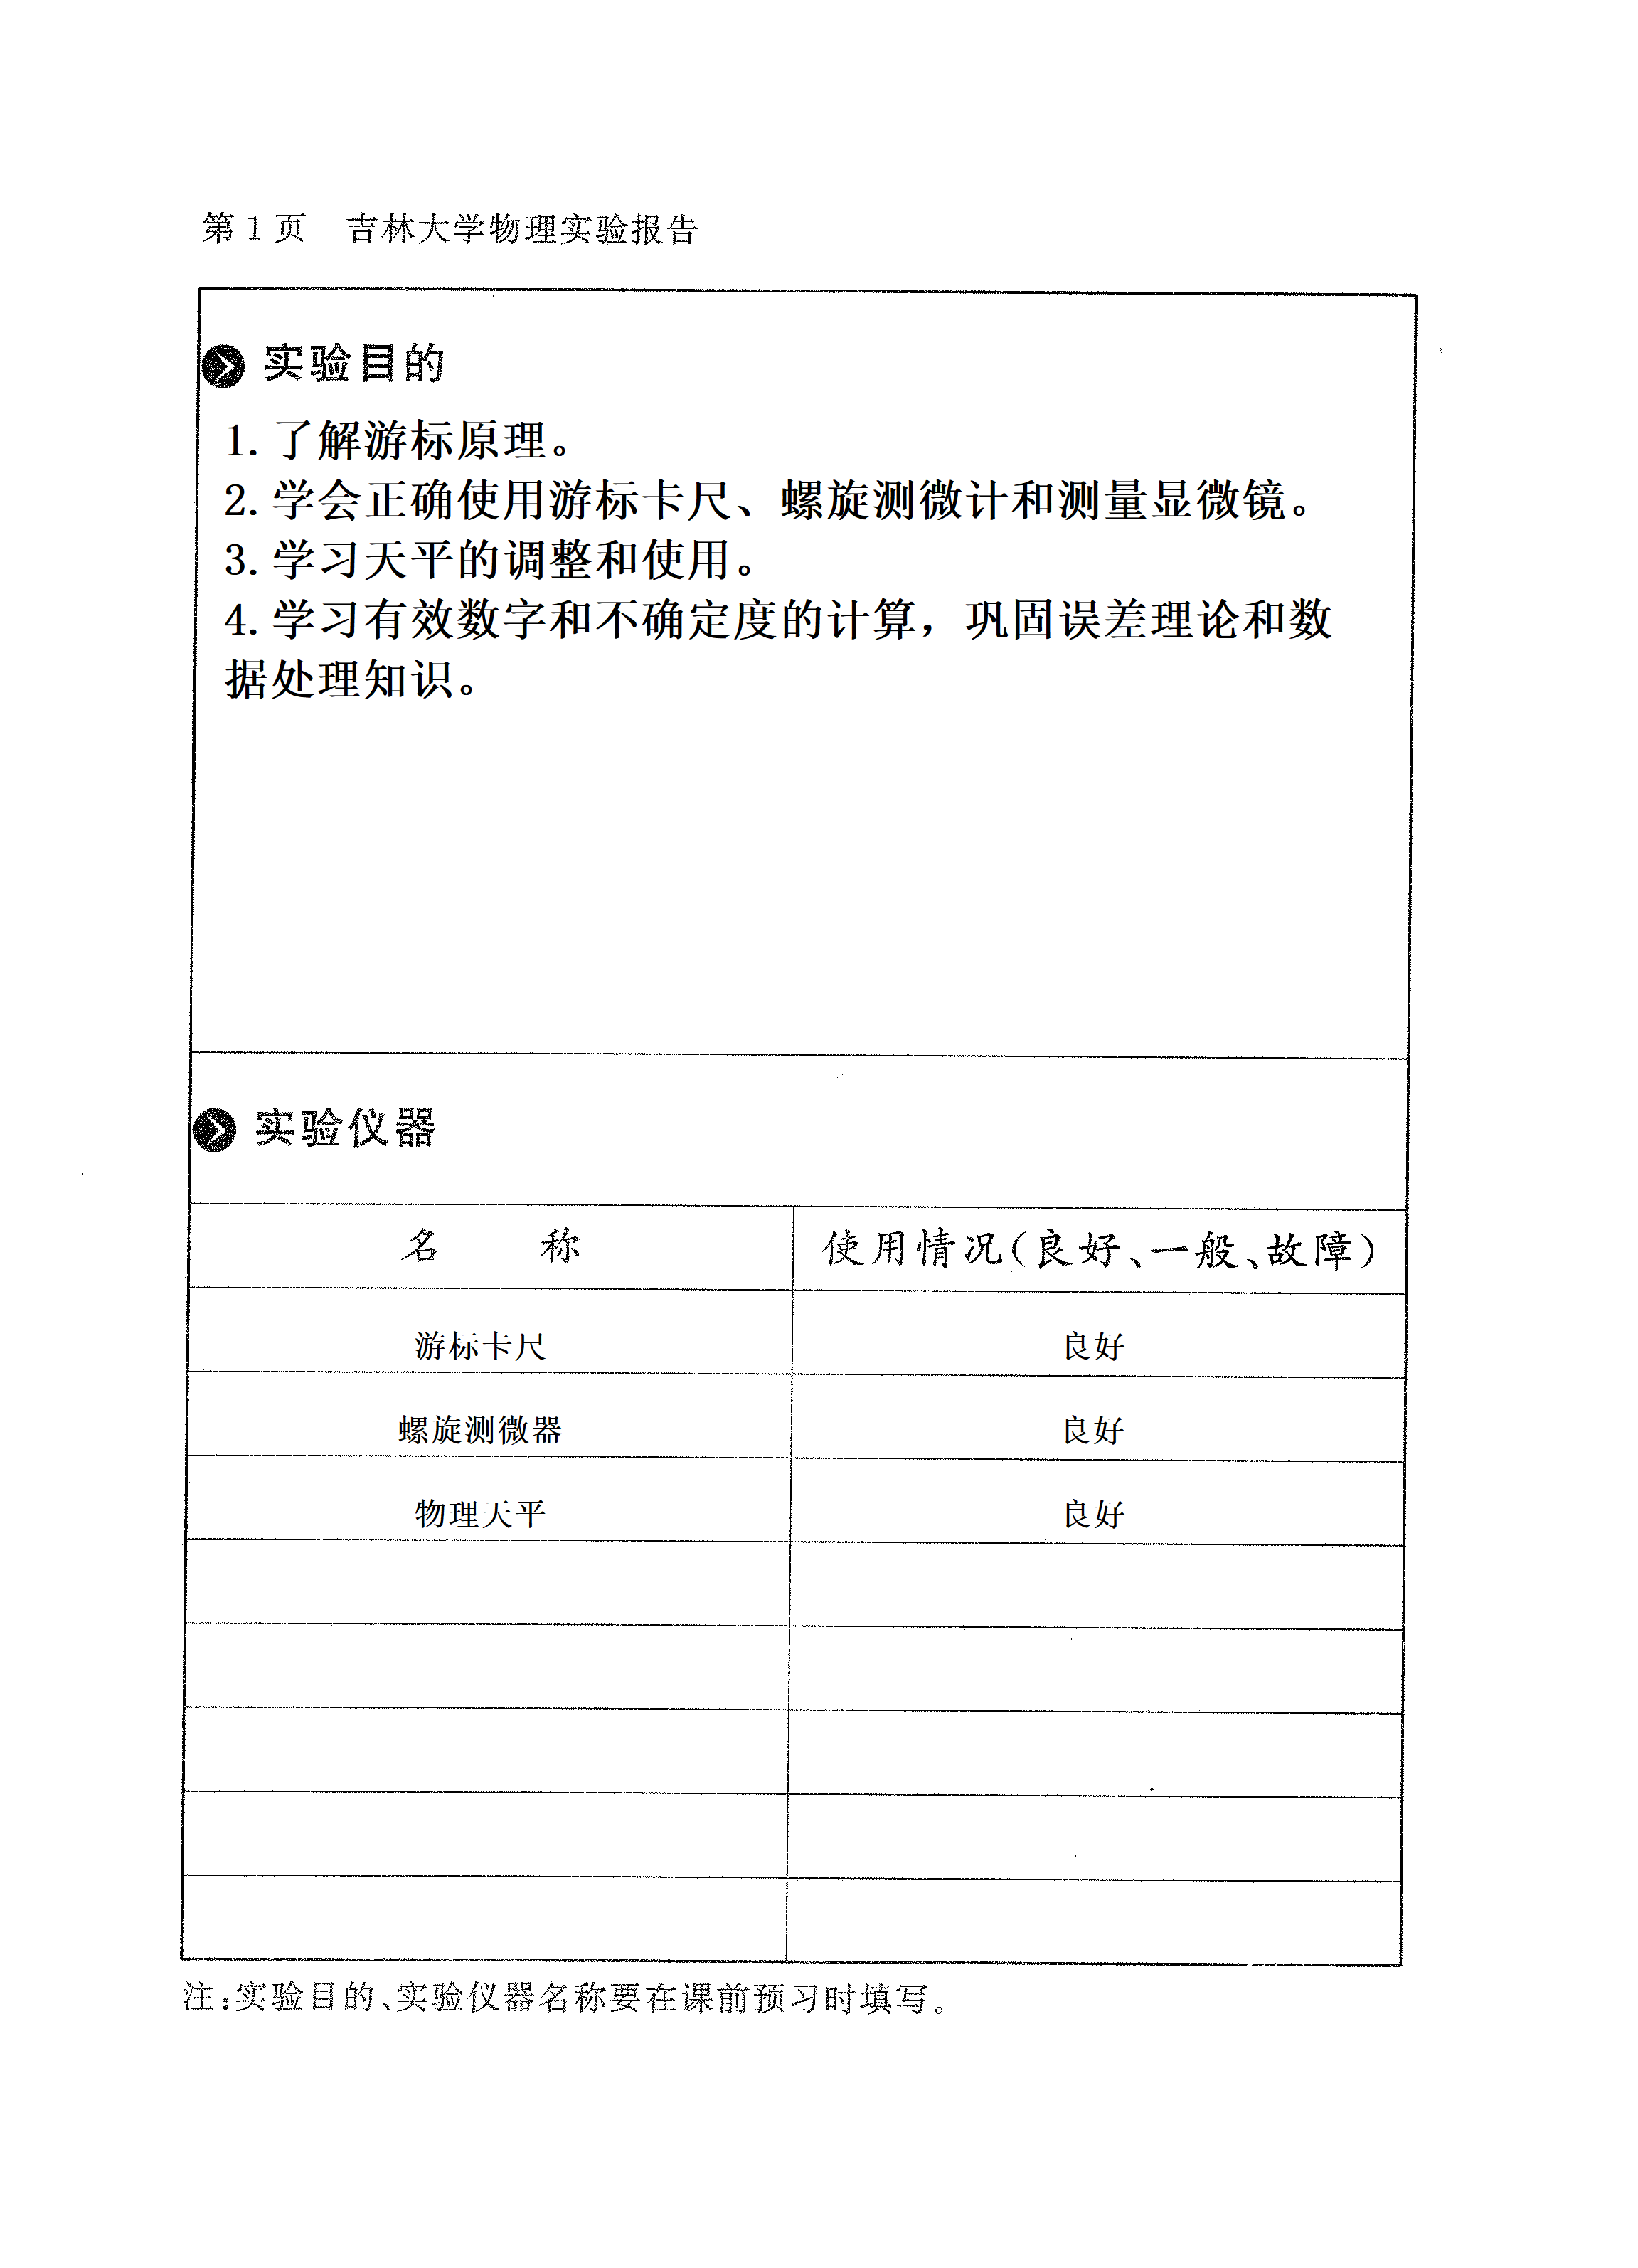 第 1 页 吉林大学物理实验报告
实验目的
1. 了解游标原理。
2. 学会正确使用游标卡尺、螺旋测微计和测量显微镜。
3. 学习天平的调整和使用。
4. 学习有效数字和不确定度的计算，巩固误差理论和数
据处理知识。
实验仪器
名 称 使用情况(良好、一般、故障)
游标卡尺 良好
螺旋测微器 良好
物理天平 良好
注:实验目的、实验仪器名称要在课前预习时填写。